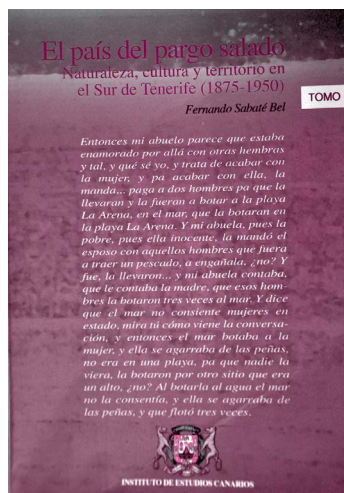 El país del pargo salado
Naturaleza, cultura y territorio en
el Sur de Tenerife (1875-1950)
TOMO
Fernando Sabaté Bel
Entonces mi abuelo parece que estaba
enamorado por allá con otras hembras
y tal, y qué sé yo, y trata de acabar con
la mujer, y pa acabar con ella, la
manda... paga a dos hombres pa que la
llevaran y la fueran a botar a la playa
La Arena, en el mar, que la botaran en
la playa La Arena. Y mi abuela, pues la
pobre, pues ella inocente, la mandó el
esposo con aquellos hombres que fuera
a traer un pescado, a engañala, ¿no? Y
fue, la llevaron... y mi abuela contaba,
que le contaba la madre, que esos hom-
bres la botaron tres veces al mar. Y dice
que el mar no consiente mujeres en
estado, mira tú cómo viene la conversa-
ción, y entonces el mar botaba a la
mujer, y ella se agarraba de las peñas,
no era en una playa, pa que nadie la
viera, la botaron por otro sitio que era
un alto, ¿no? Al botarla al agua el mar
no la consentía, y ella se agarraba de
las peñas, y que flotó tres veces.
INSTITUTO DE ESTUDIOS CANARIOS